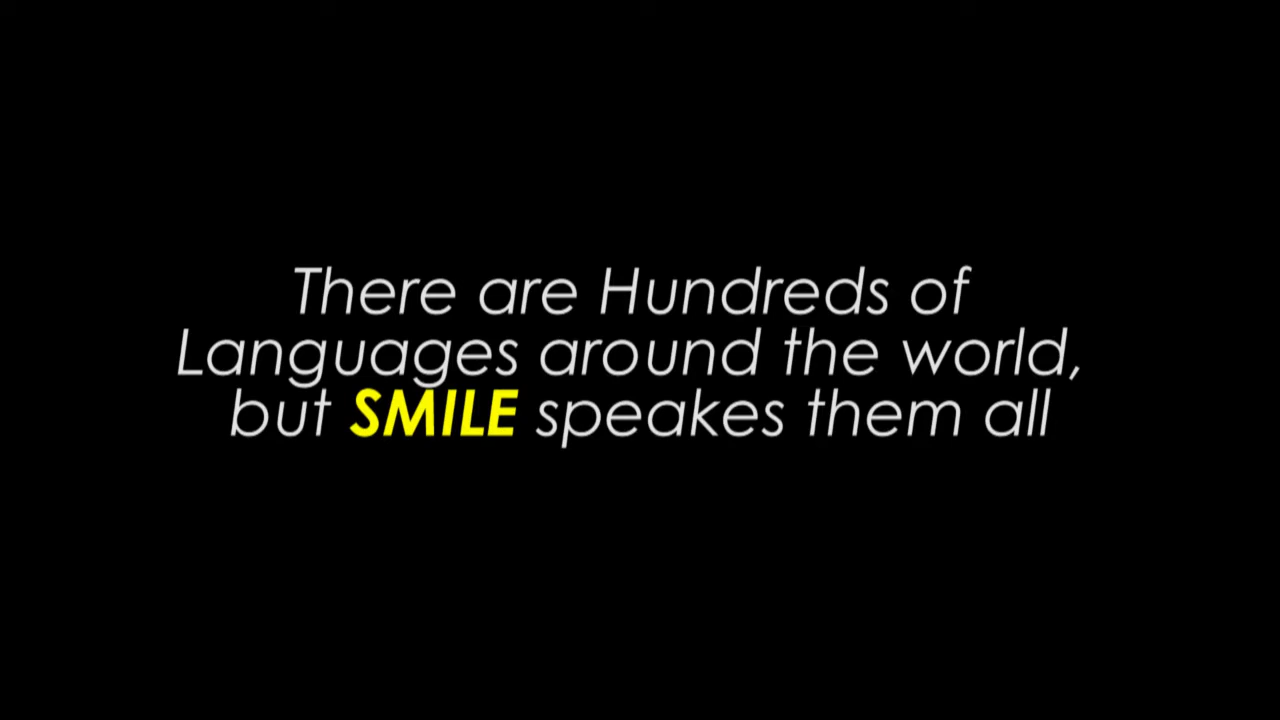 There are Hundreds of
Languages around the world,
but SMILE speakes them all